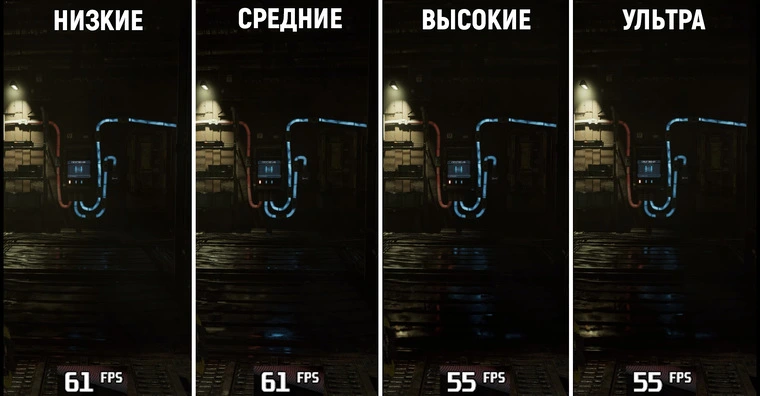 НИЗКИЕ
СРЕДНИЕ
ВЫСОКИЕ
УЛЬТРА
61 FPS
61 FPS
55 FPS
55 FPS